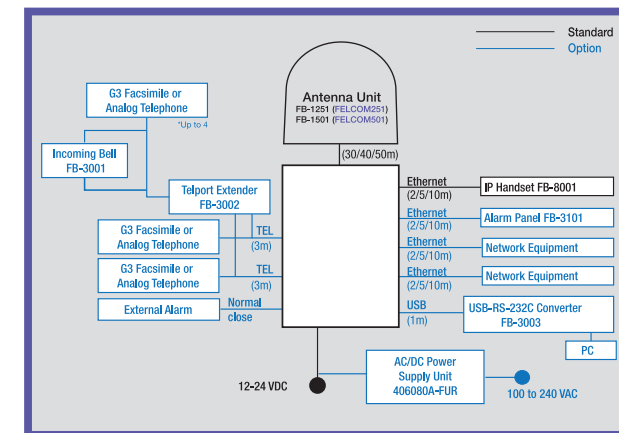 Standard
Option
G3 Facsimile or
Analog Telephone
*Up to 4
Antenna Unit
FB-1251 (FELCOM251)
FB-1501 (FELCOM501)
Incoming Bell
FB-3001
(30/40/50m)
Telport Extender
FB-3002
Ethernet
(2/5/10m)
IP Handset FB-8001
Ethernet
(2/5/10m)
Alarm Panel FB-3101
G3 Facsimile or
Analog Telephone
TEL
(3m)
Ethernet
(2/5/10m)
Network Equipment
G3 Facsimile or
Analog Telephone
TEL
(3m)
Ethernet
(2/5/10m)
Network Equipment
External Alarm
Normal
close
USB
(1m)
USB-RS-232C Converter
FB-3003
PC
AC/DC Power
Supply Unit
406080A-FUR
12-24 VDC
100 to 240 VAC